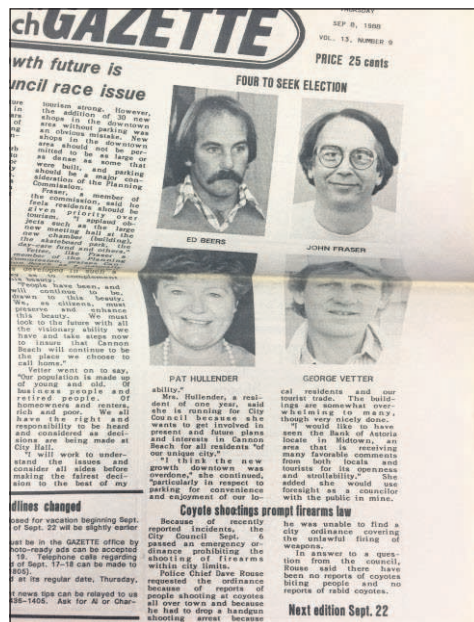 ch GAZETTE
SEP 8, 1988
VOL. 13, NUMBER 9
PRICE 25 cents
wth future is
uncil race issue
FOUR TO SEEK ELECTION
tourism strong. However,
the addition of 30 new
shops in the downtown
area without parking was
an obvious mistake. New
shops in the downtown
area should not be per-
mitted to be as large or
as dense as some that
were built, and parking
should be a major con-
sideration of the Planning
Commission.
Fraser, a member of
the commission, said he
feels residents should be
given priority over
tourism. "I applaud ob-
jects such as the large
new meeting hall at the
new chamber (building),
the skateboard park, the
day-care fund and others."
Vetter, like Fraser a
member of the Planning
its beauty.
"People have been, and
will continue to be,
drawn to this beauty.
We, as citizens, must
preserve and enhance
this beauty. We must
look to the future with all
the visionary ability we
have and take steps now
to insure that Cannon
Beach will continue to be
the place we choose to
call home."
Vetter went on to say,
"Our population is made up
of young and old. Of
business people and
retired people. Of
homeowners and renters,
rich and poor. We all
have the right and
responsibility to be heard
and considered as deci-
sions are being made at
City Hall.
"I will work to under-
stand the issues and
consider all sides before
making the fairest deci-
sion to the best of my
ED BEERS
JOHN FRASER
PAT HULLENDER
GEORGE VETTER
ability."
Mrs. Hullender, a resi-
dent of one year, said
she is running for City
Council because she
wants to get involved in
present and future plans
and interests in Cannon
Beach for all residents "of
our unique city."
"I think the new
growth downtown was
overdone," she continued,
"particularly in respect
to parking for convenience
and enjoyment of our lo-
cal residents and our
tourist trade. The build-
ings are somewhat over-
whelming to many,
though very nicely done.
"I would like to have
seen the Bank of Astoria
locate in Midtown, an
area that is receiving
many favorable comments
from both locals and
tourists for its openness
and strollability." She
added she would use
foresight as a councilor
with the public in mine.
Coyote shootings prompt firearms law
Because of recently
reported incidents, the
City Council Sept. 6
passed an emergency or-
dinance prohibiting the
shooting of firearms
within city limits.
Police Chief Dave Rouse
requested the ordinance
because of reports of
people shooting at coyotes
all over town and because
he had to drop a handgun
shooting arrest because
he was unable to find
a city ordinance covering
the unlawful firing of
weapons.
In answer to a ques-
tion from the council,
Rouse said there have
been no reports of coyotes
biting people and no
reports of rabid coyotes.
Next edition Sept. 22
dlines changed
osed for vacation beginning Sept.
of Sept. 22 will be slightly earlier
ust be in the GAZETTE office by
hoto-ready ads can be accepted
19. Telephone calls regarding
l of Sept. 17-18 can be made to
805).
d at its regular date, Thursday,
t news tips can be relayed to us
436-1405. Ask for Al or Char-